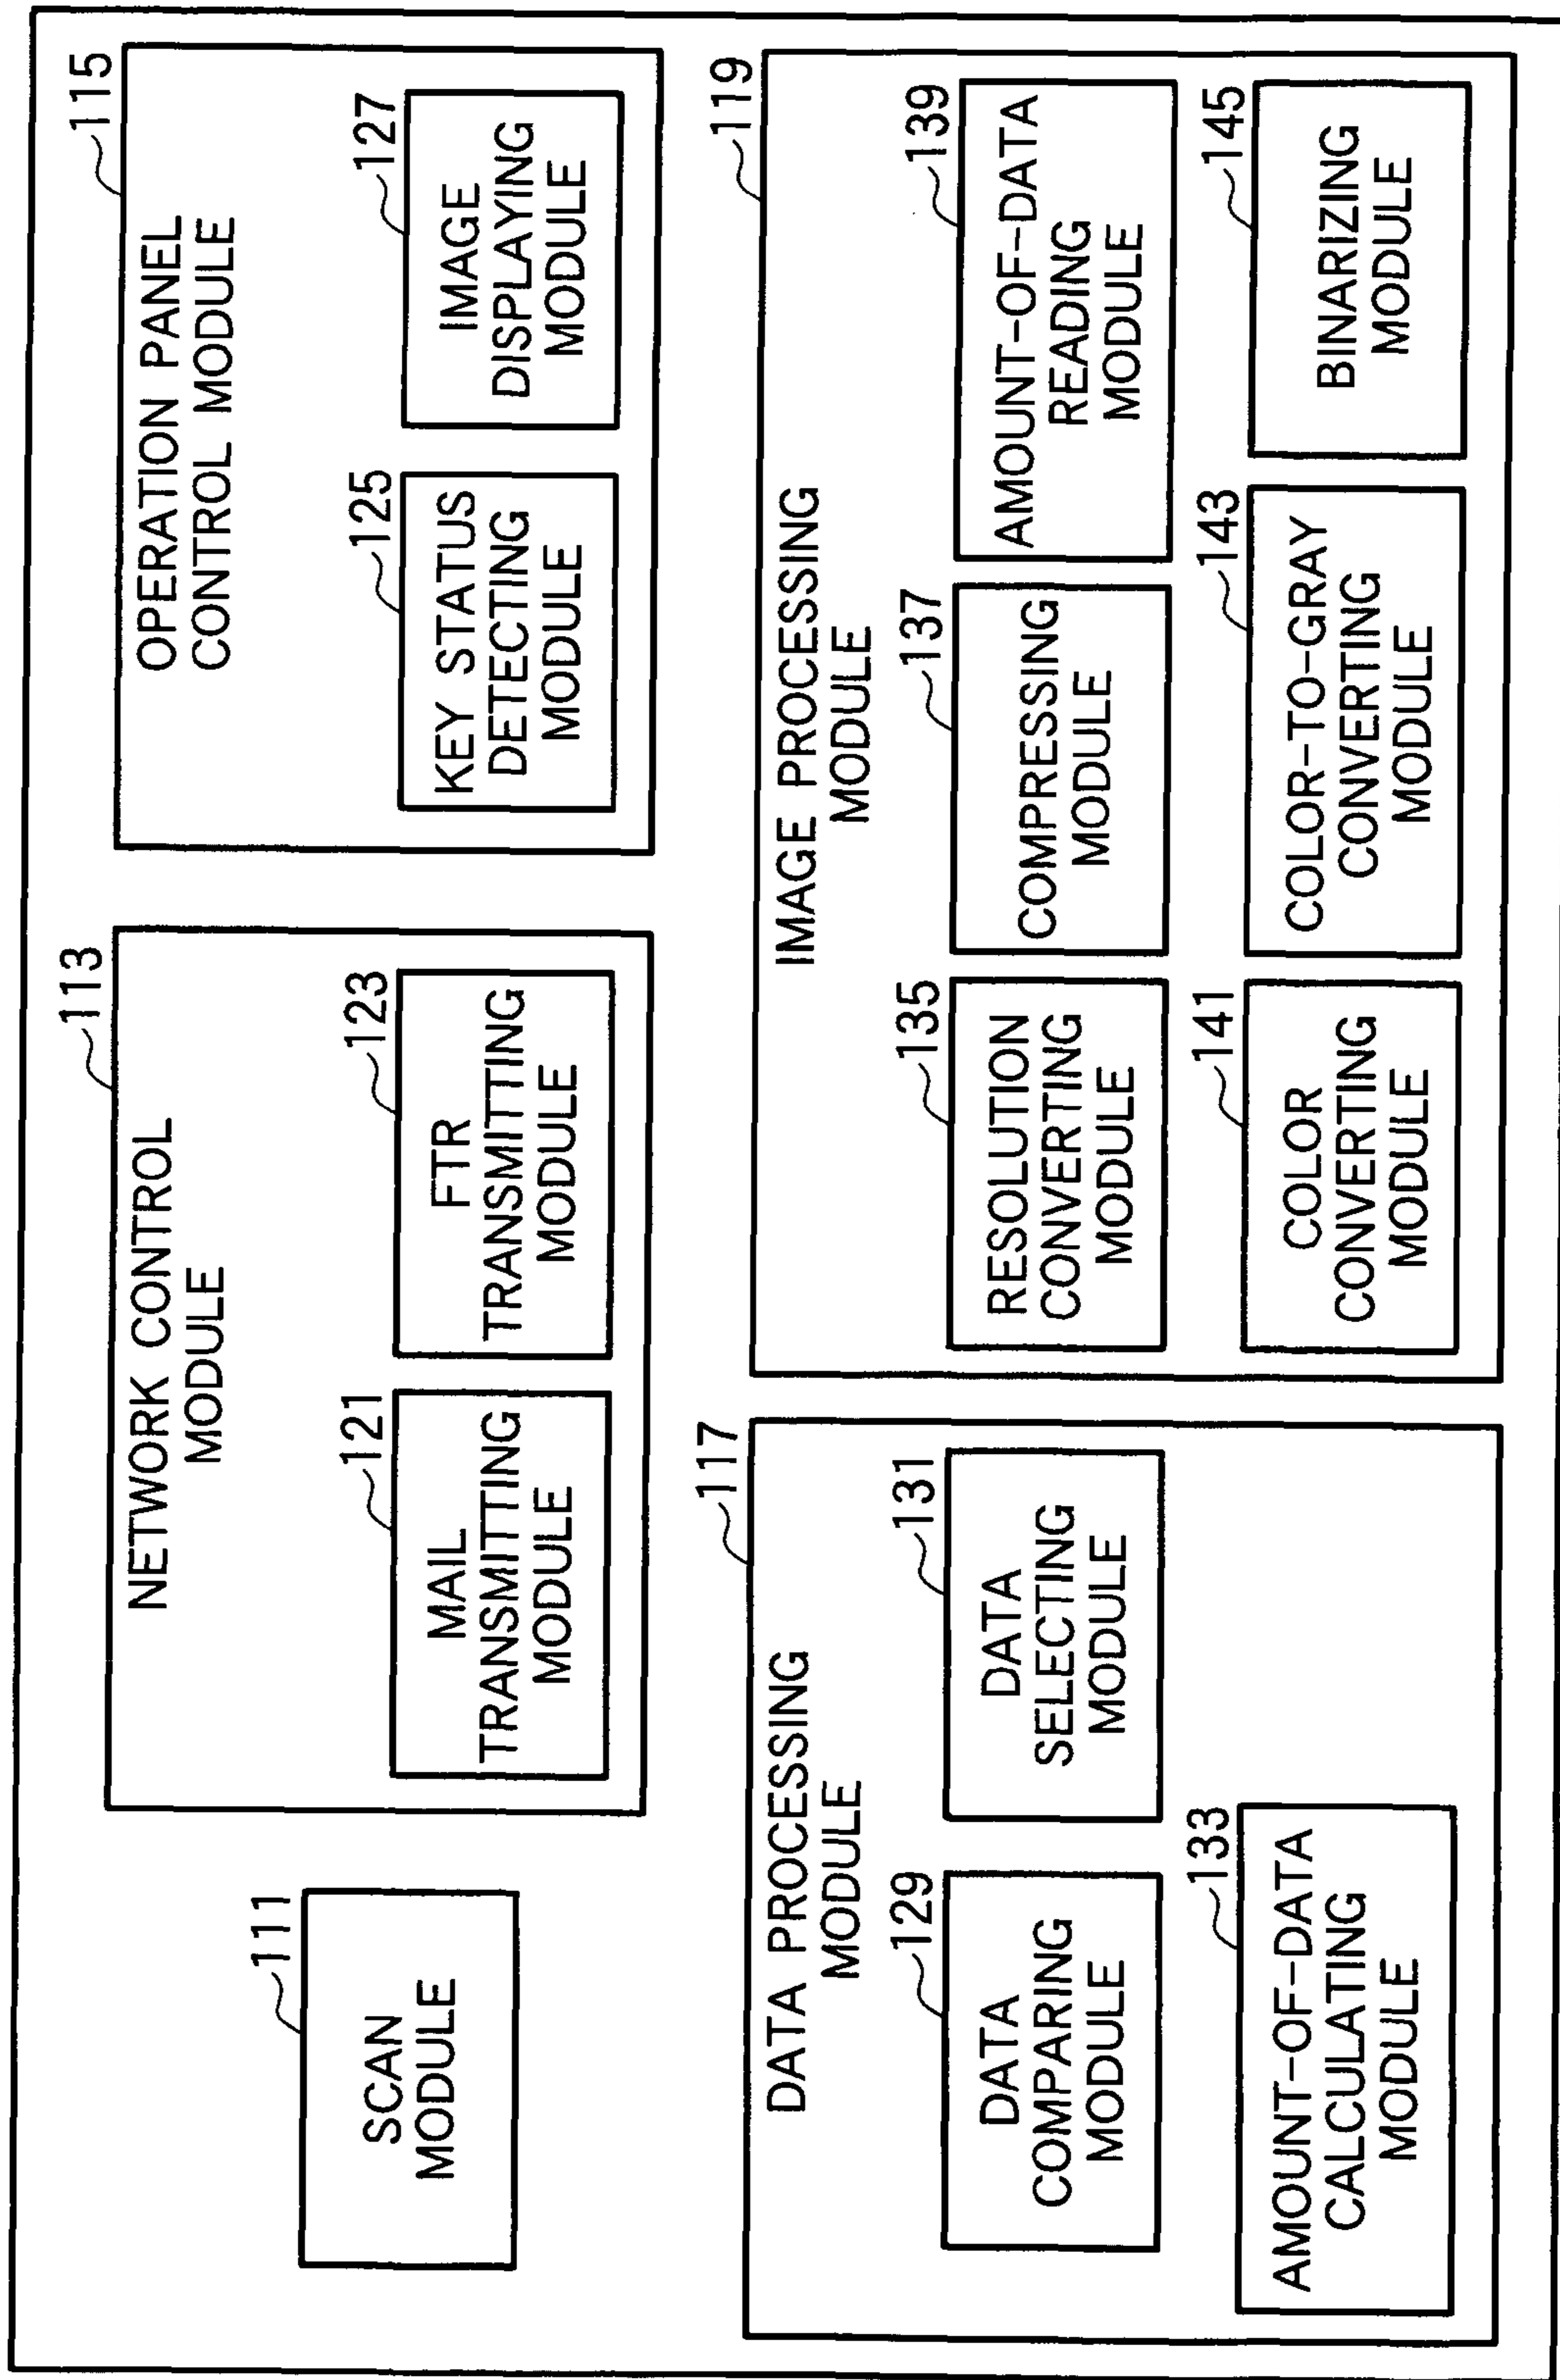 111
SCAN
MODULE
113
NETWORK CONTROL
MODULE
121
MAIL
TRANSMITTING
MODULE
123
FTR
TRANSMITTING
MODULE
115
OPERATION PANEL
CONTROL MODULE
125
KEY STATUS
DETECTING
MODULE
127
IMAGE
DISPLAYING
MODULE
117
DATA PROCESSING
MODULE
129
DATA
COMPARING
MODULE
131
DATA
SELECTING
MODULE
133
AMOUNT-OF-DATA
CALCULATING
MODULE
119
IMAGE PROCESSING
MODULE
135
RESOLUTION
CONVERTING
MODULE
137
COMPRESSING
MODULE
139
AMOUNT-OF-DATA
READING
MODULE
141
COLOR
CONVERTING
MODULE
143
COLOR-TO-GRAY
CONVERTING
MODULE
145
BINARIZING
MODULE